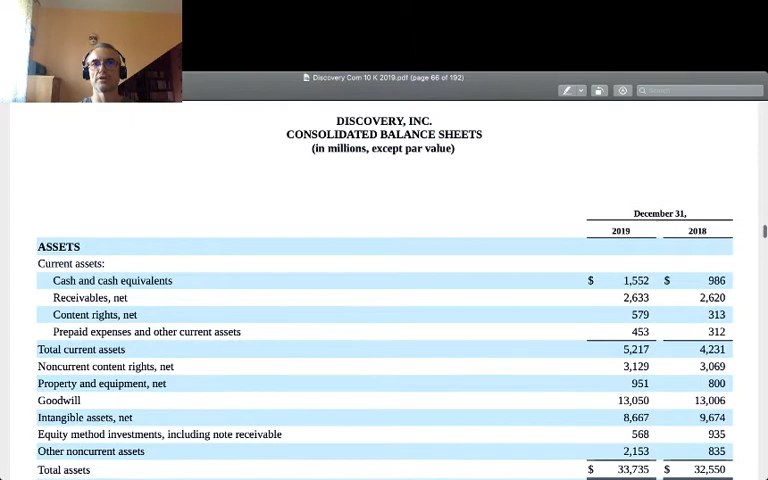 Discovery Com 10 K 2019.pdf (page 66 of 192)
Search
DISCOVERY, INC.
CONSOLIDATED BALANCE SHEETS
(in millions, except par value)
December 31,
2019 2018
ASSETS
Current assets:
Cash and cash equivalents $ 1,552 $ 986
Receivables, net 2,633 2,620
Content rights, net 579 313
Prepaid expenses and other current assets 453 312
Total current assets 5,217 4,231
Noncurrent content rights, net 3,129 3,069
Property and equipment, net 951 800
Goodwill 13,050 13,006
Intangible assets, net 8,667 9,674
Equity method investments, including note receivable 568 935
Other noncurrent assets 2,153 835
Total assets $ 33,735 $ 32,550